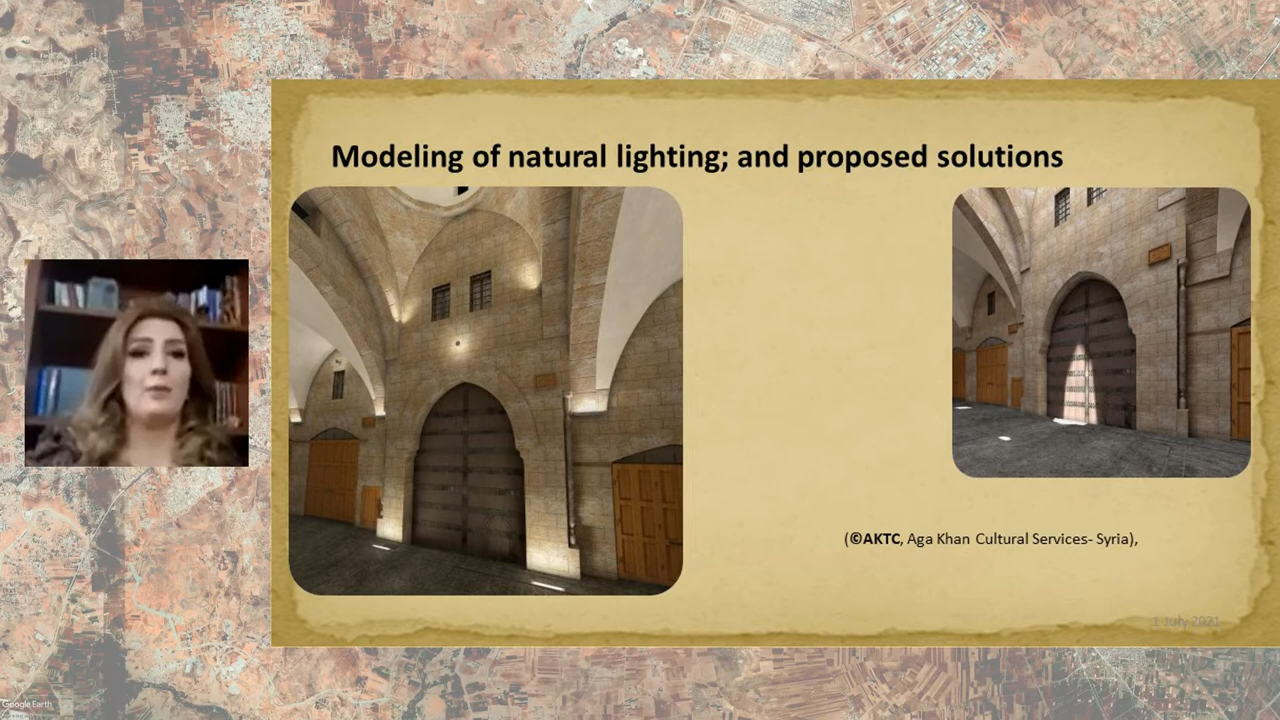 Modeling of natural lighting; and proposed solutions
(©AKTC, Aga Khan Cultural Services- Syria),
1 July 2021
Google Earth